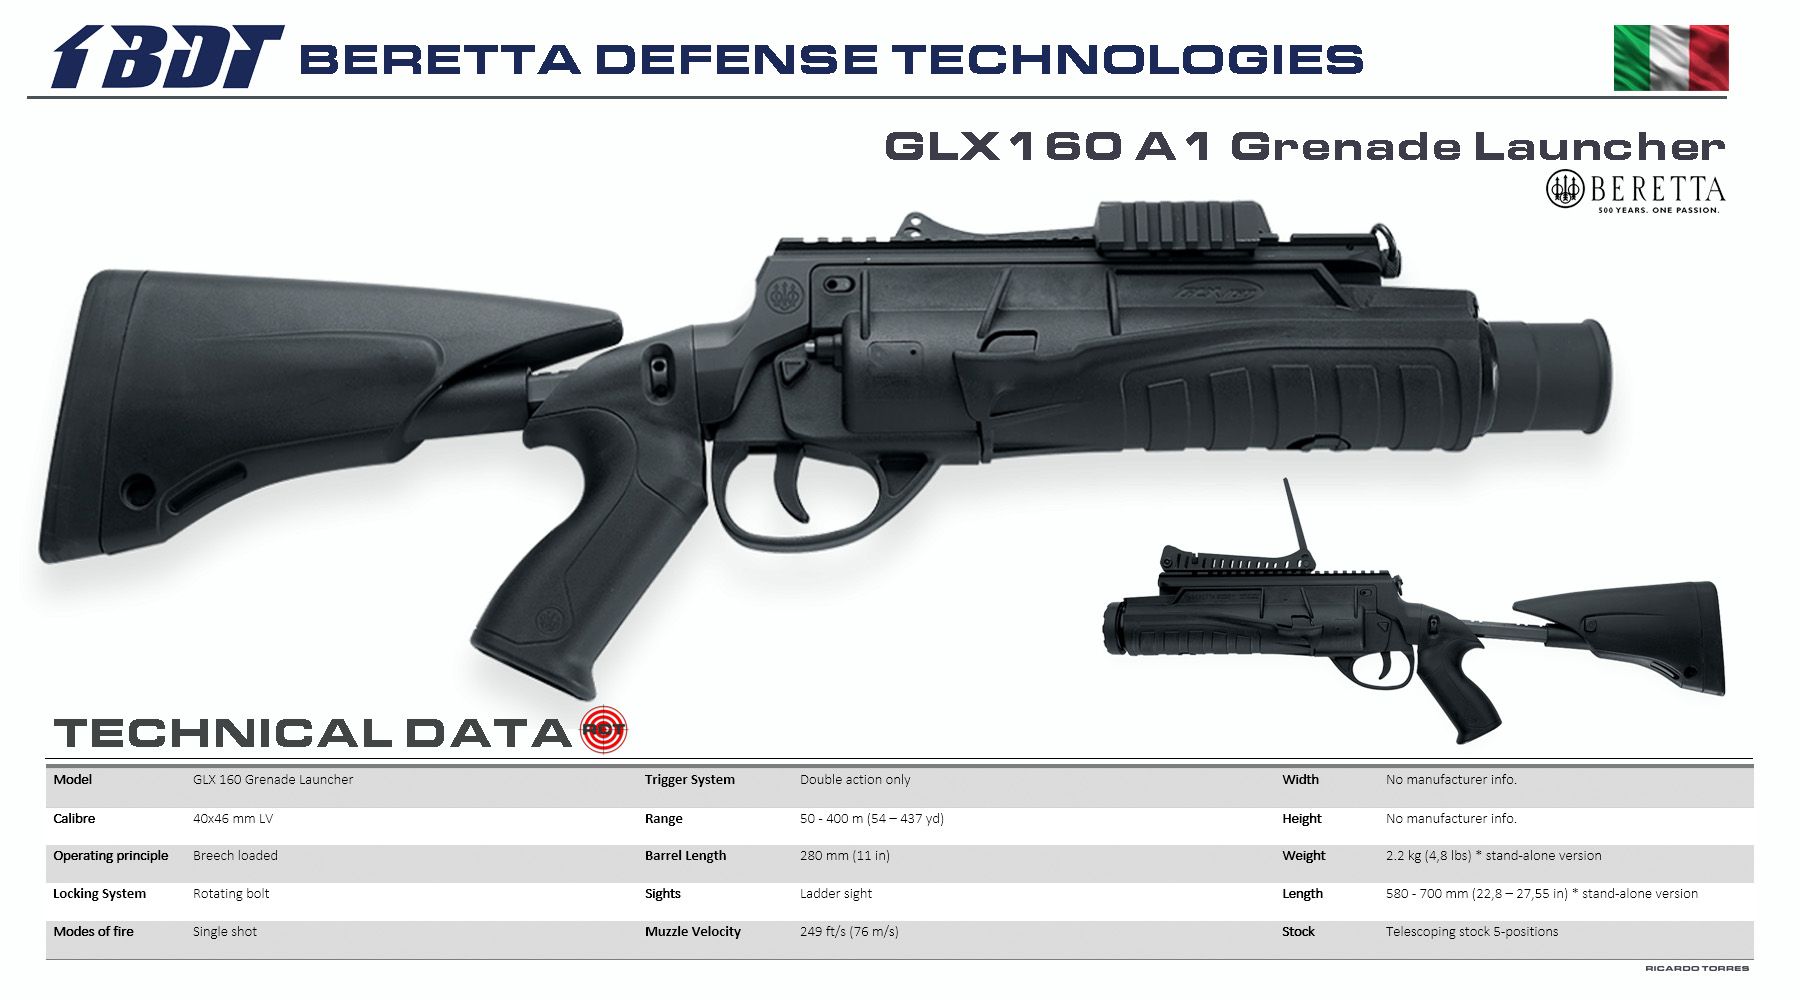 BDT BERETTA DEFENSE TECHNOLOGIES
GLX160 A1 Grenade Launcher
BERETTA
500 YEARS. ONE PASSION.
TECHNICAL DATA RDT
Model GLX 160 Grenade Launcher Trigger System Double action only Width No manufacturer info.
Calibre 40x46 mm LV Range 50 - 400 m (54 – 437 yd) Height No manufacturer info.
Operating principle Breech loaded Barrel Length 280 mm (11 in) Weight 2.2 kg (4,8 lbs) * stand-alone version
Locking System Rotating bolt Sights Ladder sight Length 580 - 700 mm (22,8 – 27,55 in) * stand-alone version
Modes of fire Single shot Muzzle Velocity 249 ft/s (76 m/s) Stock Telescoping stock 5-positions
RICARDO TORRES